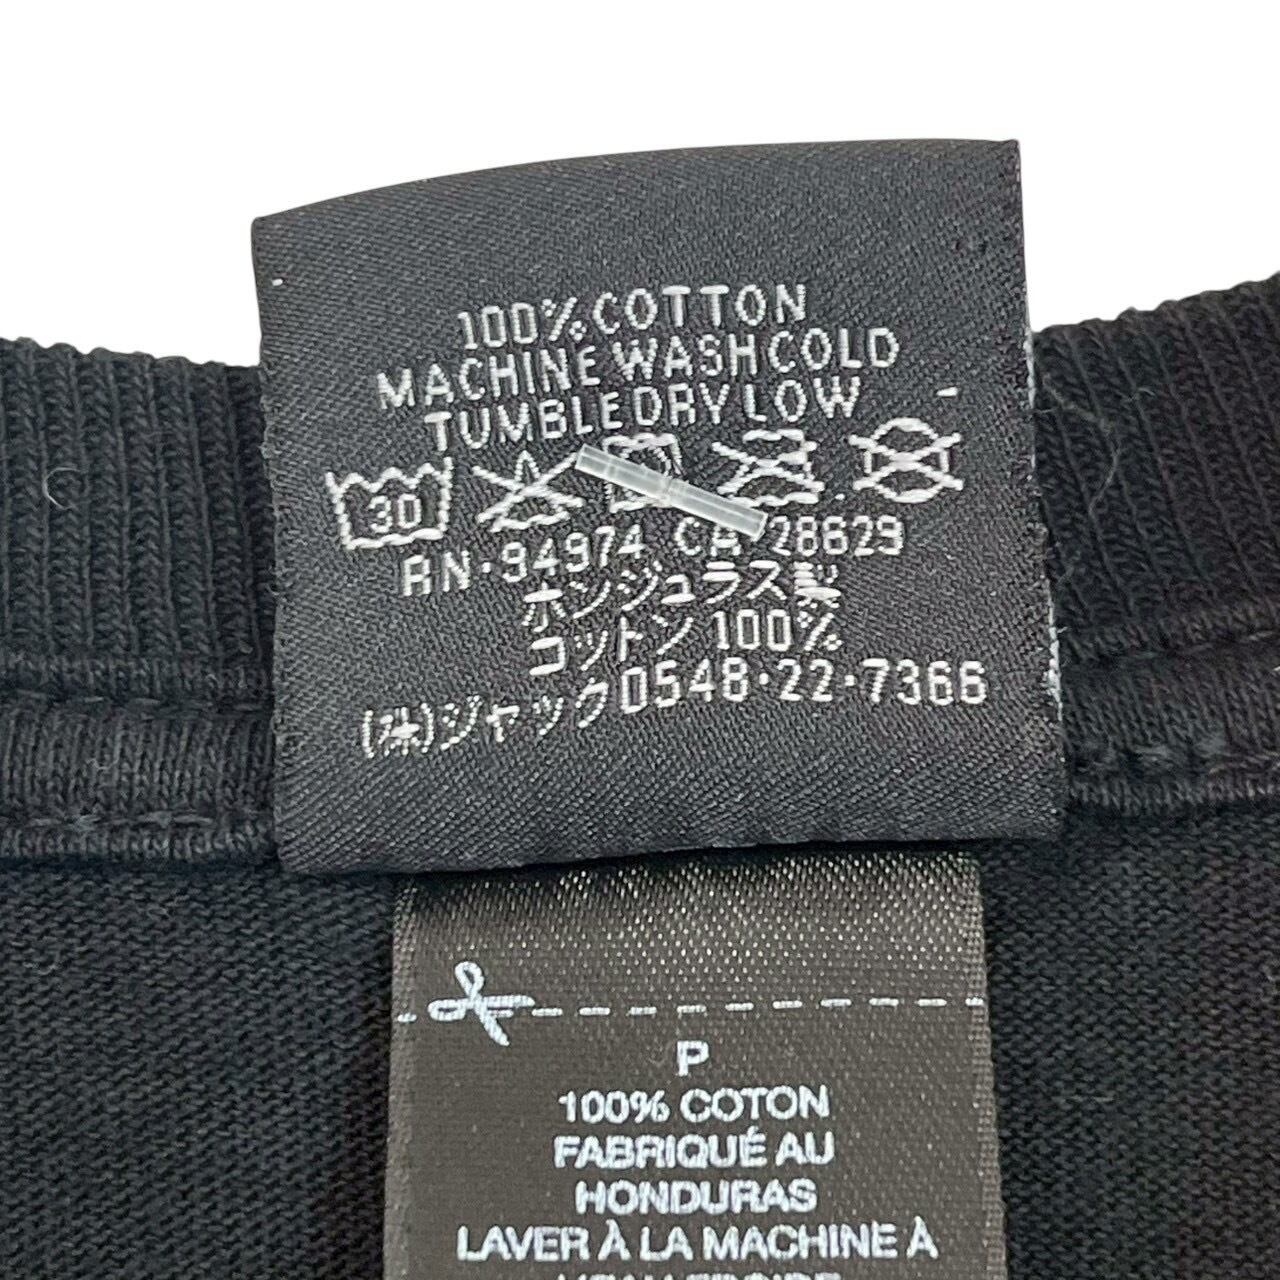 100% COTTON
MACHINE WASH COLD
TUMBLE DRY LOW
30
RN·94974 CA 28629
ホンジュラス製
コットン 100%
(株)ジャック 0548·22·7366
P
100% COTON
FABRIQUÉ AU
HONDURAS
LAVER À LA MACHINE À